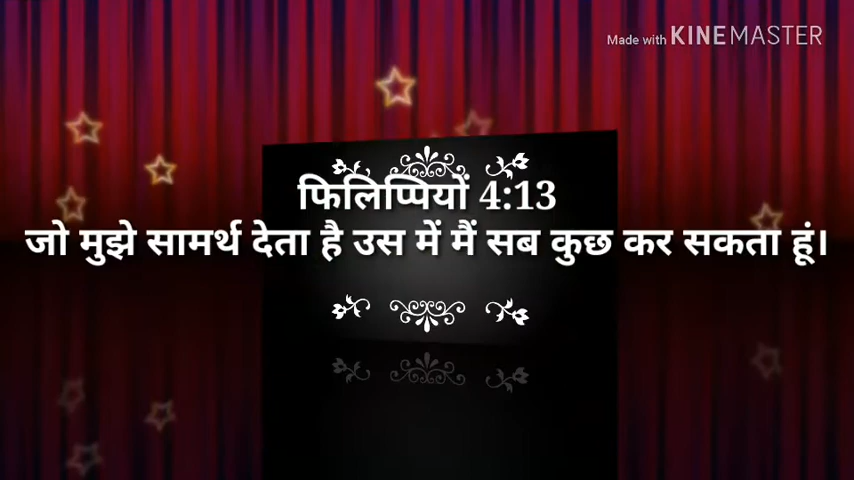 Made with KINEMASTER
फिलिप्पियों 4:13
जो मुझे सामर्थ देता है उस में मैं सब कुछ कर सकता हूं।